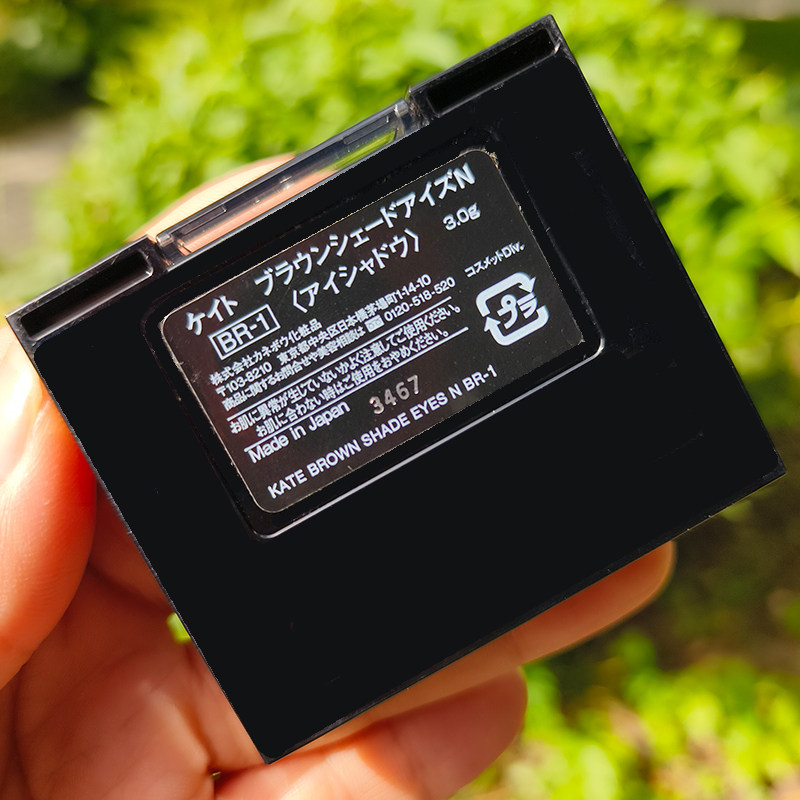 ケイト ブラウンシェードアイズN
BR-1 〈アイシャドウ〉 3.0g
株式会社カネボウ化粧品 コスメットDiv.
〒103-8210 東京都中央区日本橋茅場町1-14-10
商品に関するお問合せや美容相談は 0120-518-520
お肌に異常が生じていないかよく注意してご使用ください。
お肌に合わない時はご使用をおやめください。
プラ
Made in Japan 3467
KATE BROWN SHADE EYES N BR-1